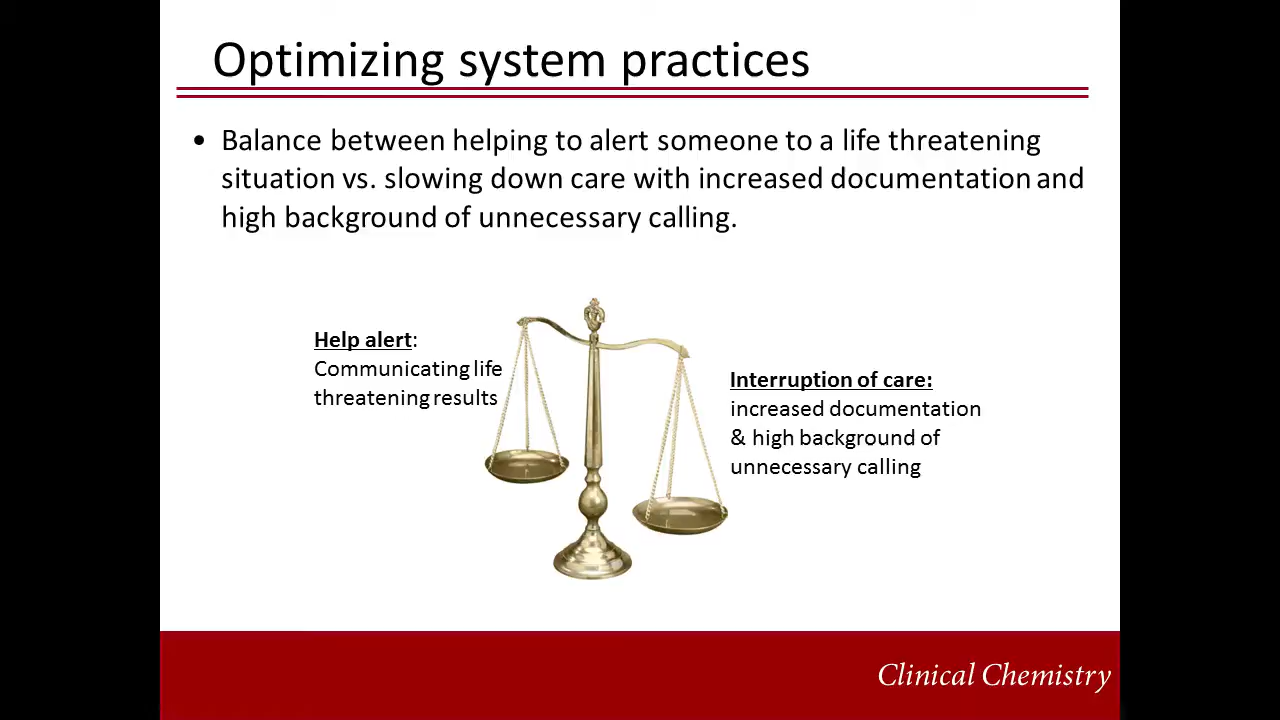 Optimizing system practices
• Balance between helping to alert someone to a life threatening
situation vs. slowing down care with increased documentation and
high background of unnecessary calling.
Help alert:
Communicating life
threatening results
Interruption of care:
increased documentation
& high background of
unnecessary calling
Clinical Chemistry